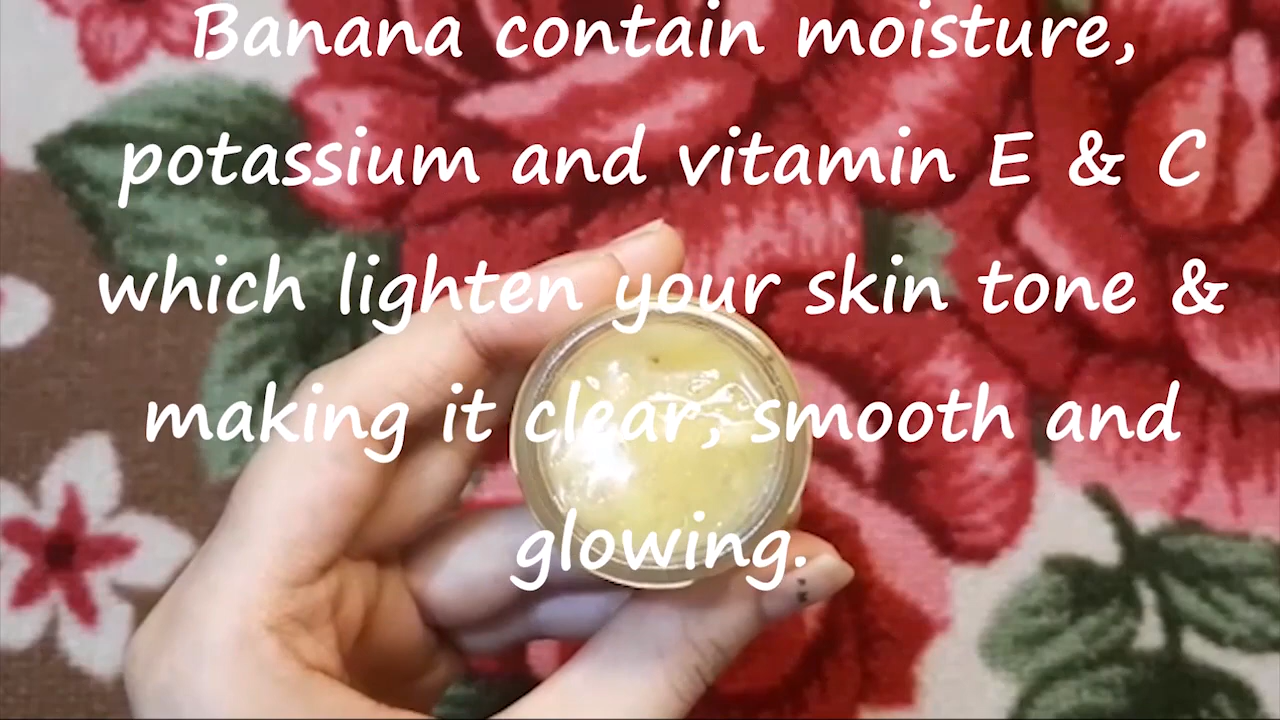 Banana contain moisture,
potassium and vitamin E & C
which lighten your skin tone &
making it clear, smooth and
glowing.